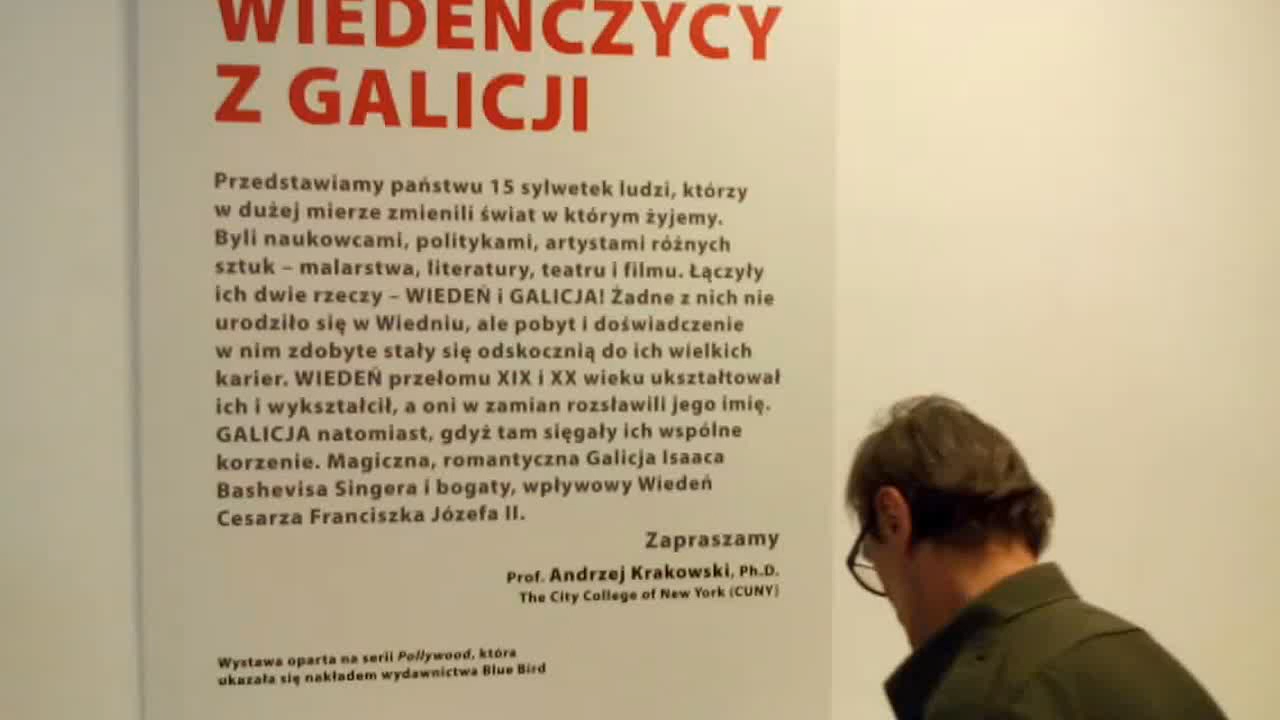 WIEDEŃCZYCY
Z GALICJI
Przedstawiamy państwu 15 sylwetek ludzi, którzy
w dużej mierze zmienili świat w którym żyjemy.
Byli naukowcami, politykami, artystami różnych
sztuk – malarstwa, literatury, teatru i filmu. Łączyły
ich dwie rzeczy – WIEDEŃ i GALICJA! Żadne z nich nie
urodziło się w Wiedniu, ale pobyt i doświadczenie
w nim zdobyte stały się odskocznią do ich wielkich
karier. WIEDEŃ przełomu XIX i XX wieku ukształtował
ich i wykształcił, a oni w zamian rozsławili jego imię.
GALICJA natomiast, gdyż tam sięgały ich wspólne
korzenie. Magiczna, romantyczna Galicja Isaaca
Bashevisa Singera i bogaty, wpływowy Wiedeń
Cesarza Franciszka Józefa II.
Zapraszamy
Prof. Andrzej Krakowski, Ph.D.
The City College of New York (CUNY)
Wystawa oparta na serii Pollywood, która
ukazała się nakładem wydawnictwa Blue Bird